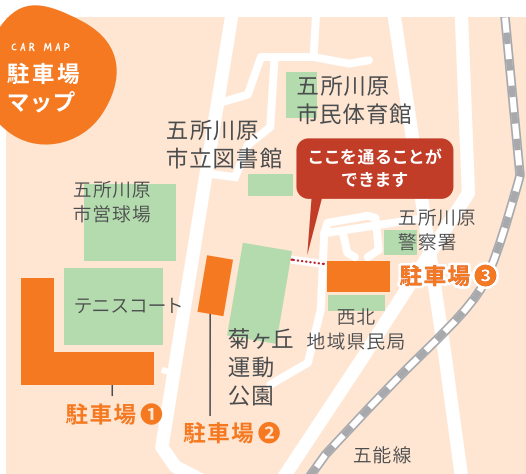 CAR MAP
駐車場
マップ
五所川原
市民体育館
五所川原
市立図書館
ここを通ることが
できます
五所川原
市営球場
五所川原
警察署
駐車場3
テニスコート
西北
地域県民局
菊ヶ丘
運動
公園
駐車場1
駐車場2
五能線